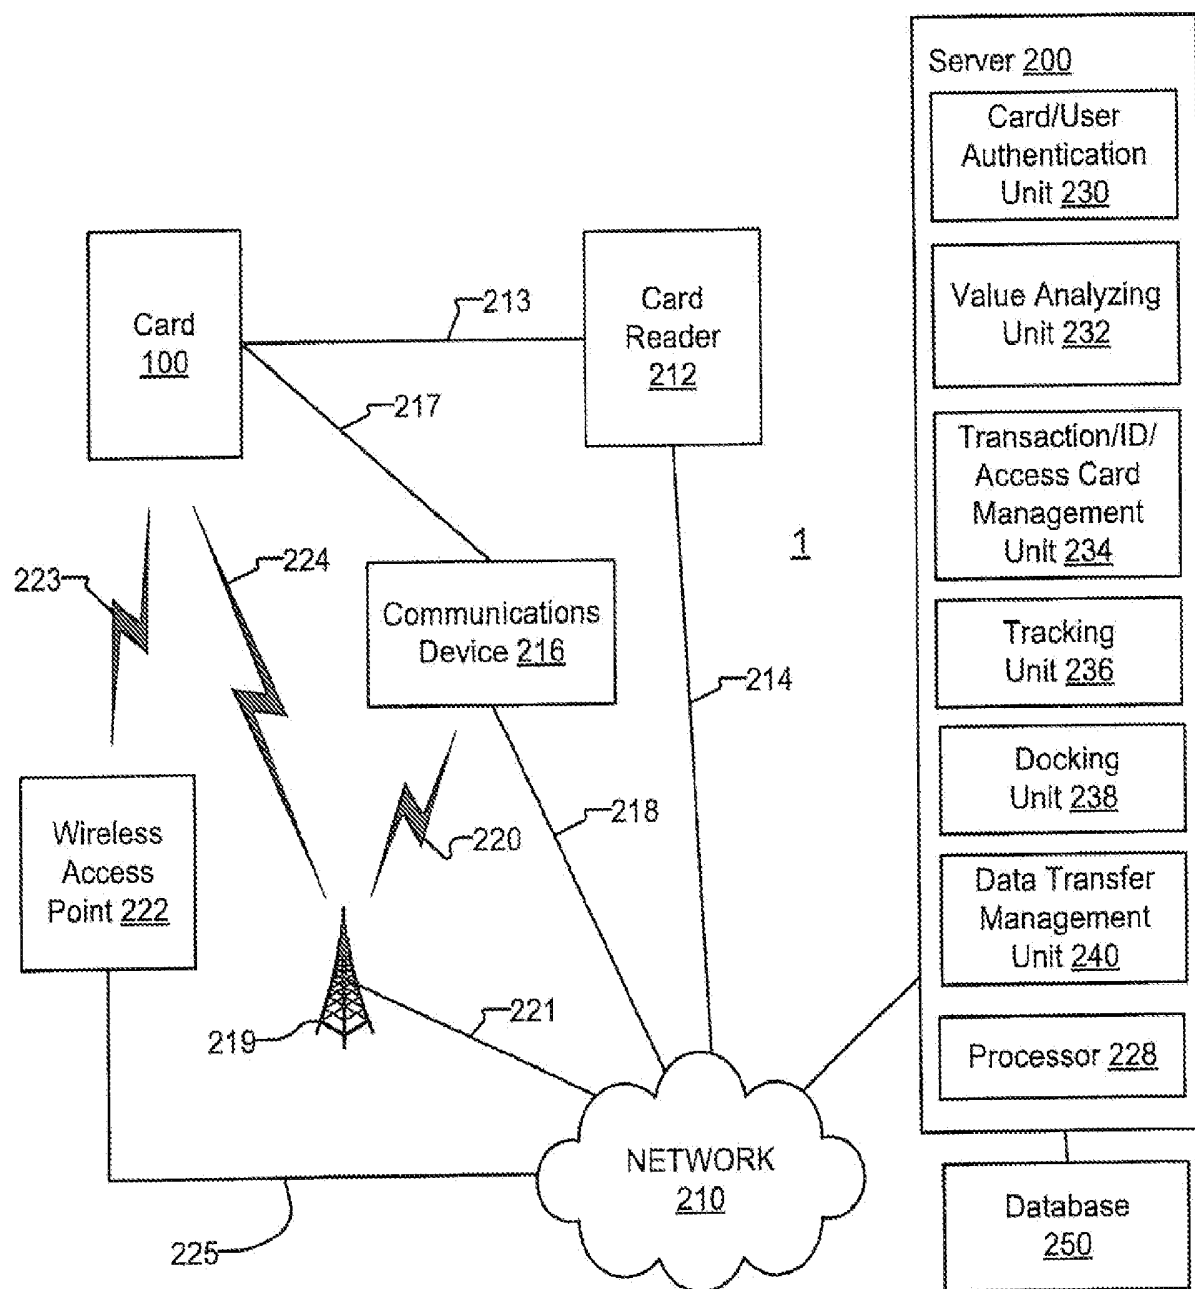 Server 200
Card/User
Authentication
Unit 230
Value Analyzing
Unit 232
Transaction/ID/
Access Card
Management
Unit 234
Tracking
Unit 236
Docking
Unit 238
Data Transfer
Management
Unit 240
Processor 228
Database
250
Card
100
213
Card
Reader
212
217
1
223
224
Communications
Device 216
214
Wireless
Access
Point 222
220
218
219
221
NETWORK
210
225